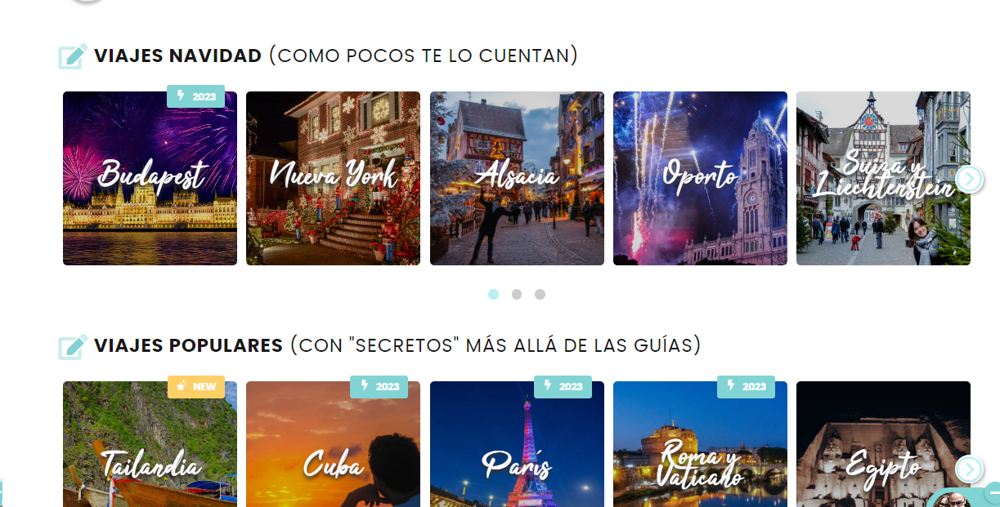 VIAJES NAVIDAD (COMO POCOS TE LO CUENTAN)
2023
Budapest
Nueva York
Alsacia
Oporto
Suiza y
Liechtenstein
VIAJES POPULARES (CON "SECRETOS" MÁS ALLÁ DE LAS GUÍAS)
NEW
2023
2023
2023
Tailandia
Cuba
París
Roma y
Vaticano
Egipto